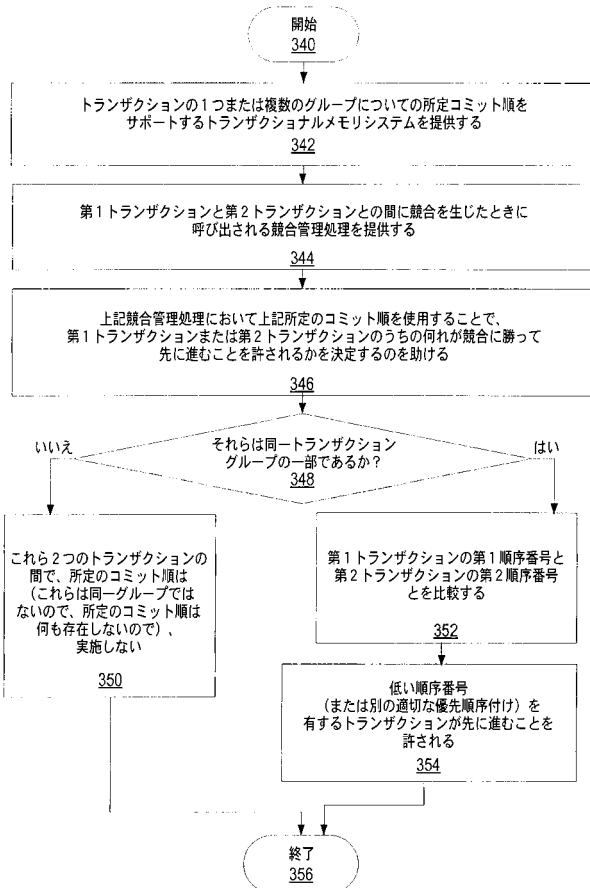 開始
340
トランザクションの1つまたは複数のグループについての所定コミット順を
サポートするトランザクショナルメモリシステムを提供する
342
第1トランザクションと第2トランザクションとの間に競合を生じたときに
呼び出される競合管理処理を提供する
344
上記競合管理処理において上記所定のコミット順を使用することで、
第1トランザクションまたは第2トランザクションのうちの何れが競合に勝って
先に進むことを許されるかを決定するのを助ける
346
いいえ
それらは同一トランザクション
グループの一部であるか?
348
はい
これら2つのトランザクションの
間で、所定のコミット順は
(これらは同一グループでは
ないので、所定のコミット順は
何も存在しないので)、
実施しない
350
第1トランザクションの第1順序番号と
第2トランザクションの第2順序番号
とを比較する
352
低い順序番号
(または別の適切な優先順序付け)を
有するトランザクションが先に進むことを
許される
354
終了
356